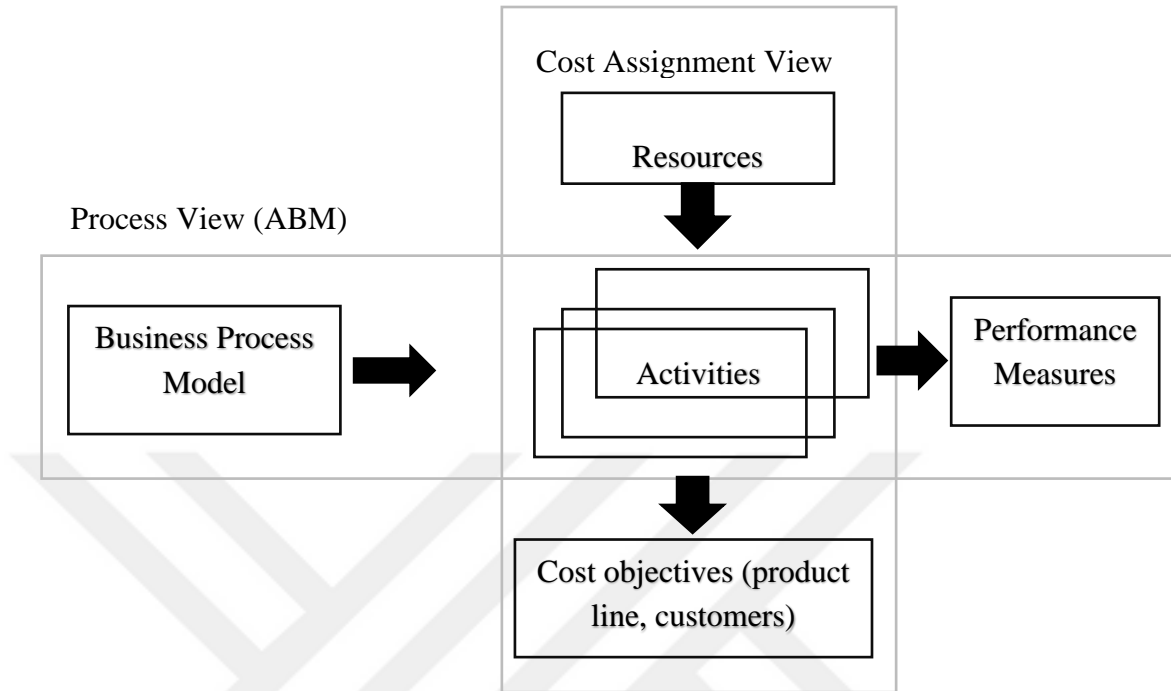 Cost Assignment View
Resources
Process View (ABM)
Business Process
Model
Activities
Performance
Measures
Cost objectives (product
line, customers)